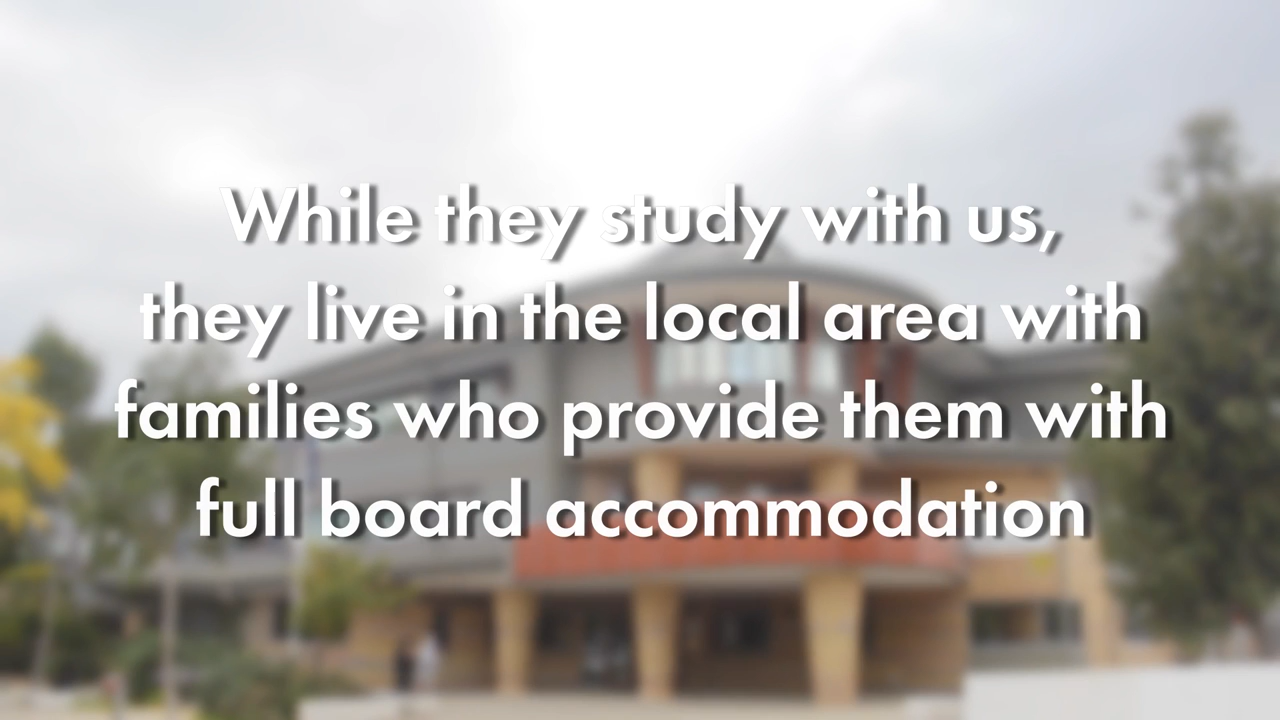 While they study with us,
they live in the local area with
families who provide them with
full board accommodation